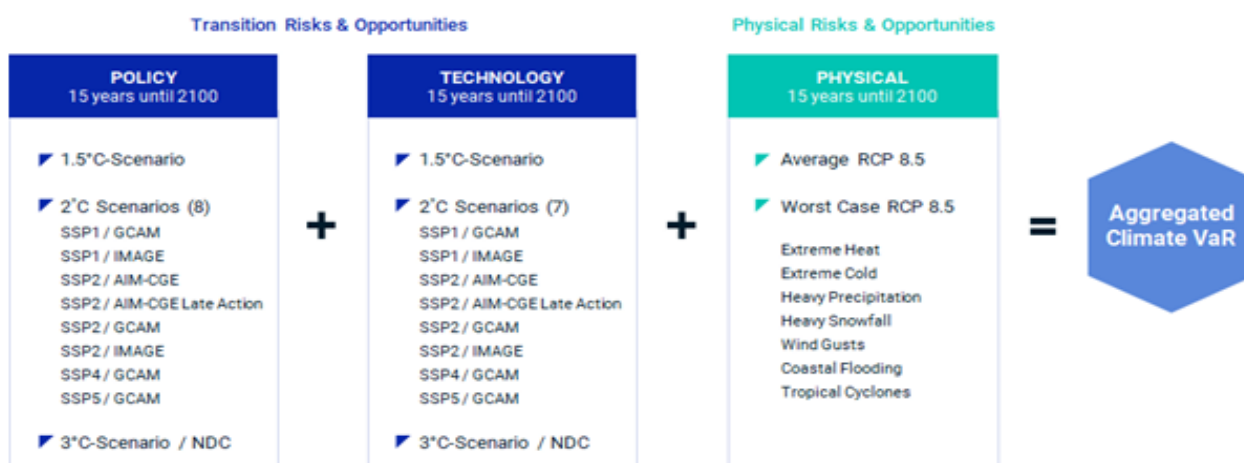 Transition Risks & Opportunities
Physical Risks & Opportunities
POLICY
15 years until 2100
1.5°C-Scenario
2°C Scenarios (8)
SSP1 / GCAM
SSP1 / IMAGE
SSP2 / AIM-CGE
SSP2 / AIM-CGE Late Action
SSP2 / GCAM
SSP2 / IMAGE
SSP4 / GCAM
SSP5 / GCAM
3°C-Scenario / NDC
+
TECHNOLOGY
15 years until 2100
1.5°C-Scenario
2°C Scenarios (7)
SSP1 / GCAM
SSP1 / IMAGE
SSP2 / AIM-CGE
SSP2 / AIM-CGE Late Action
SSP2 / GCAM
SSP2 / IMAGE
SSP4 / GCAM
SSP5 / GCAM
3°C-Scenario / NDC
+
PHYSICAL
15 years until 2100
Average RCP 8.5
Worst Case RCP 8.5
Extreme Heat
Extreme Cold
Heavy Precipitation
Heavy Snowfall
Wind Gusts
Coastal Flooding
Tropical Cyclones
=
Aggregated
Climate VaR